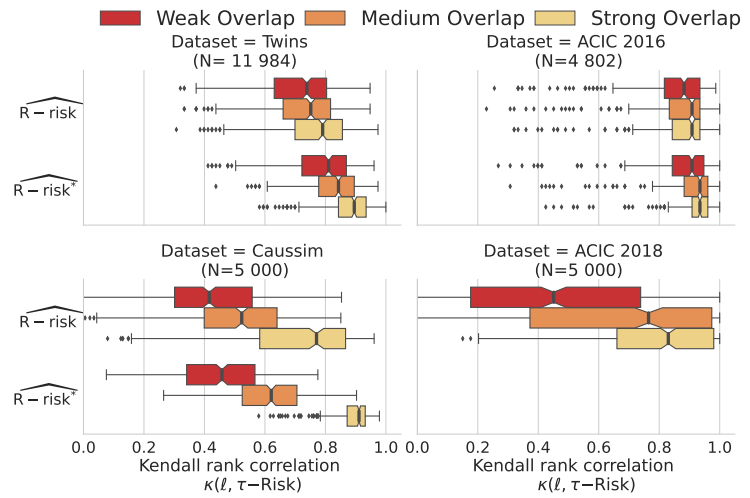 Weak Overlap Medium Overlap Strong Overlap
Dataset = Twins
(N= 11 984)
Dataset = ACIC 2016
(N=4 802)
R−risk
R−risk*
Dataset = Caussim
(N=5 000)
Dataset = ACIC 2018
(N=5 000)
R−risk
R−risk*
0.0 0.2 0.4 0.6 0.8 1.0
0.0 0.2 0.4 0.6 0.8 1.0
Kendall rank correlation
κ(ℓ, τ−Risk)
Kendall rank correlation
κ(ℓ, τ−Risk)